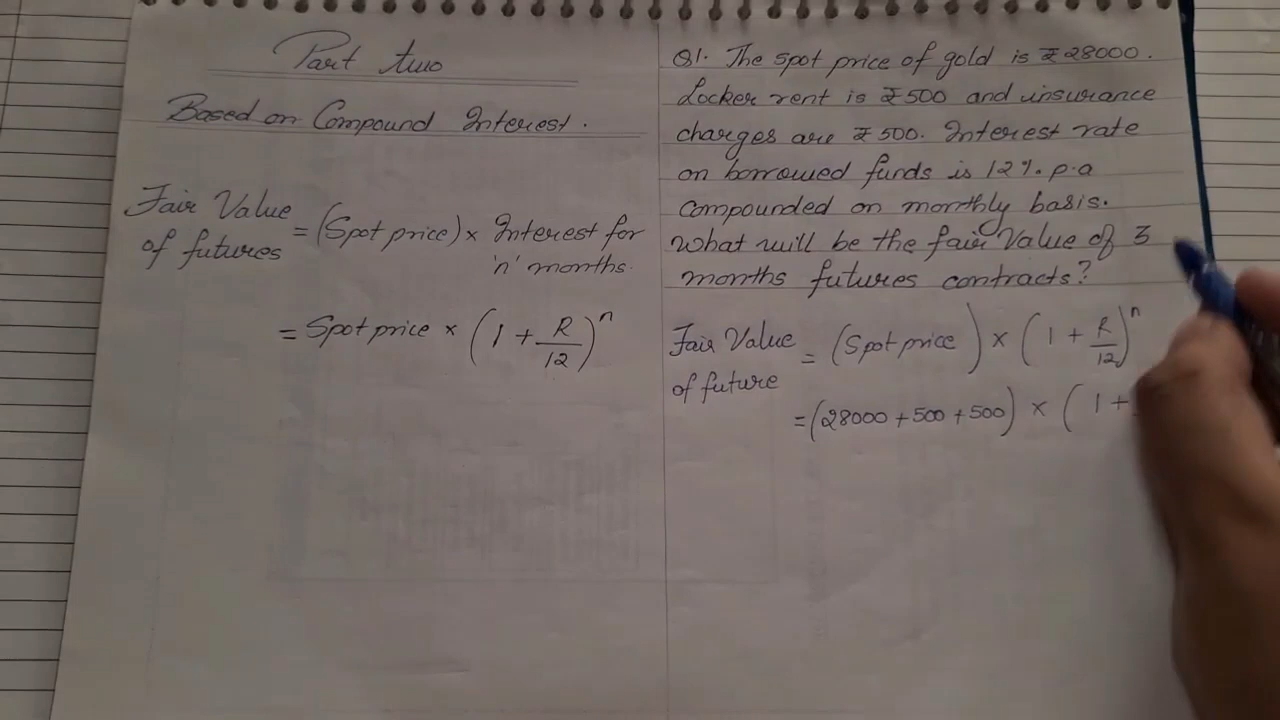 Part two
Based on Compound Interest.
Fair Value of futures = (Spot price) × Interest for 'n' months.
= Spot price × (1 + R/12)^n
Q1. The spot price of gold is ₹28000.
Locker rent is ₹500 and insurance
charges are ₹500. Interest rate
on borrowed funds is 12% p.a
compounded on monthly basis.
What will be the fair Value of 3
months futures contracts?
Fair Value of future = (Spot price) × (1 + R/12)^n
= (28000 + 500 + 500) × (1 +